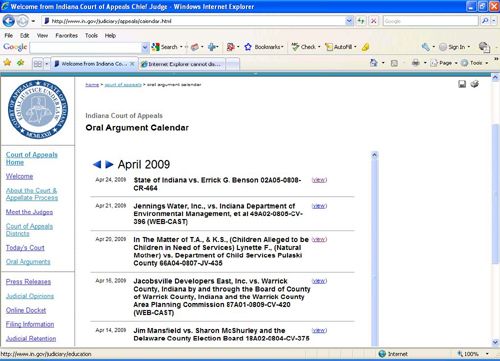 Welcome from Indiana Court of Appeals Chief Judge - Windows Internet Explorer
http://www.in.gov/judiciary/appeals/calendar.html
File Edit View Favorites Tools Help
Google Search Bookmarks Check AutoFill Sign In
Welcome from Indiana Co... Internet Explorer cannot dis... Page Tools
COURT OF APPEALS STATE OF INDIANA
EQUAL JUSTICE UNDER LAW
MCMLXXII
home > court of appeals > oral argument calendar
Indiana Court of Appeals
Oral Argument Calendar
Court of Appeals
Home
Welcome
About the Court &
Appellate Process
Meet the Judges
Court of Appeals
Districts
Today's Court
Oral Arguments
Press Releases
Judicial Opinions
Online Docket
Filing Information
Judicial Retention
April 2009
Apr 24, 2009 State of Indiana vs. Errick G. Benson 02A05-0808- (view)
CR-464
Apr 21, 2009 Jennings Water, Inc., vs. Indiana Department of (view)
Environmental Management, et al 49A02-0805-CV-
396 (WEB-CAST)
Apr 20, 2009 In The Matter of T.A., & K.S., (Children Alleged to be (view)
Children in Need of Services) Lynette F., (Natural
Mother) vs. Department of Child Services Pulaski
County 66A04-0807-JV-435
Apr 16, 2009 Jacobsville Developers East, Inc. vs. Warrick (view)
County, Indiana by and through the Board of County
of Warrick County, Indiana and the Warrick County
Area Planning Commission 87A01-0809-CV-420
(WEB-CAST)
Apr 14, 2009 Jim Mansfield vs. Sharon McShurley and the (view)
Delaware County Election Board 18A02-0804-CV-375
http://www.in.gov/judiciary/education Internet 100%